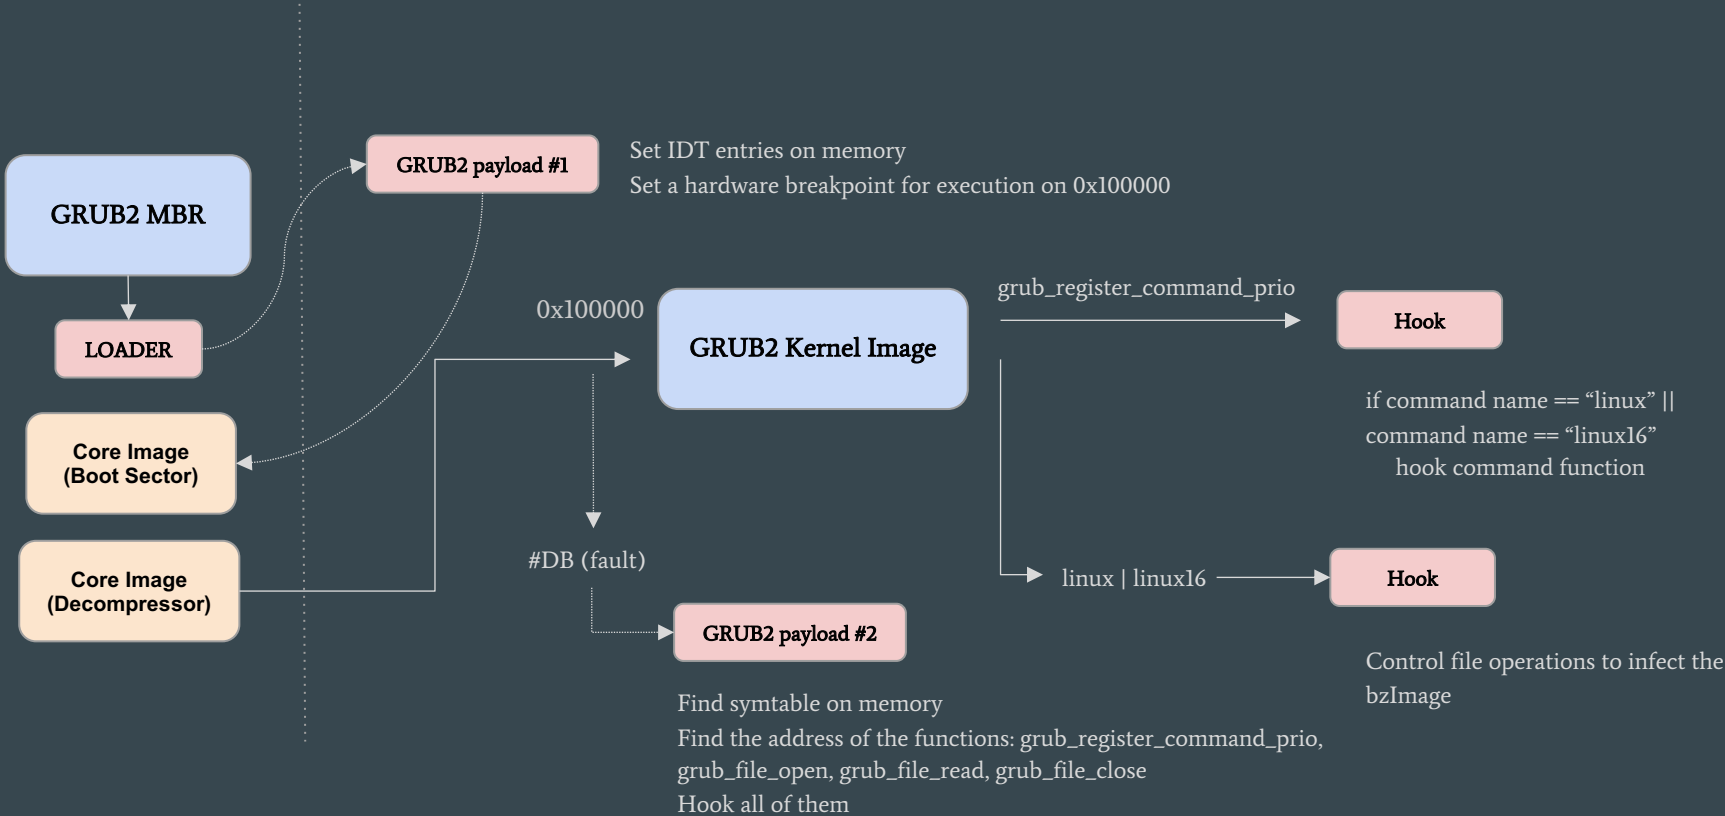 GRUB2 payload #1
Set IDT entries on memory
Set a hardware breakpoint for execution on 0x100000
GRUB2 MBR
LOADER
0x100000
GRUB2 Kernel Image
grub_register_command_prio
Hook
if command name == “linux” ||
command name == “linux16”
hook command function
Core Image
(Boot Sector)
Core Image
(Decompressor)
#DB (fault)
linux | linux16
Hook
GRUB2 payload #2
Control file operations to infect the
bzImage
Find symtable on memory
Find the address of the functions: grub_register_command_prio,
grub_file_open, grub_file_read, grub_file_close
Hook all of them